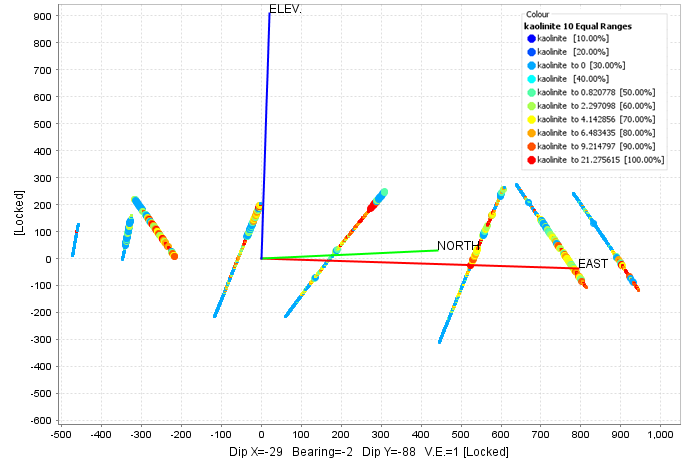 ELEV.
Colour
kaolinite 10 Equal Ranges
kaolinite [10.00%]
kaolinite [20.00%]
kaolinite to 0 [30.00%]
kaolinite [40.00%]
kaolinite to 0.820778 [50.00%]
kaolinite to 2.297098 [60.00%]
kaolinite to 4.142856 [70.00%]
kaolinite to 6.483435 [80.00%]
kaolinite to 9.214797 [90.00%]
kaolinite to 21.275615 [100.00%]
900
800
700
600
500
400
300
200
100
0
-100
-200
-300
-400
-500
-600
[Locked]
NORTH
EAST
-500 -400 -300 -200 -100 0 100 200 300 400 500 600 700 800 900 1,000
Dip X=-29 Bearing=-2 Dip Y=-88 V.E.=1 [Locked]